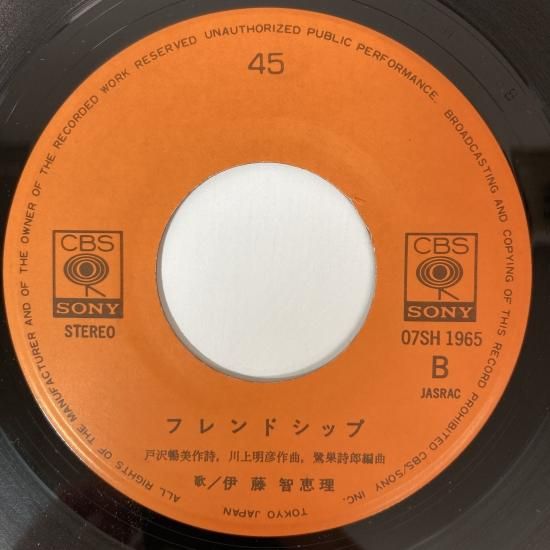 ALL RIGHTS OF THE MANUFACTURER AND OF THE OWNER OF THE RECORDED WORK RESERVED UNAUTHORIZED PUBLIC PERFORMANCE. BROADCASTING AND COPYING OF THIS RECORD PROHIBITED CBS/SONY INC.
TOKYO JAPAN
45
CBS
SONY
STEREO
CBS
SONY
07SH 1965
B
JASRAC
フレンドシップ
戸沢暢美作詩，川上明彦作曲，鷺巣詩郎編曲
歌／伊藤智恵理